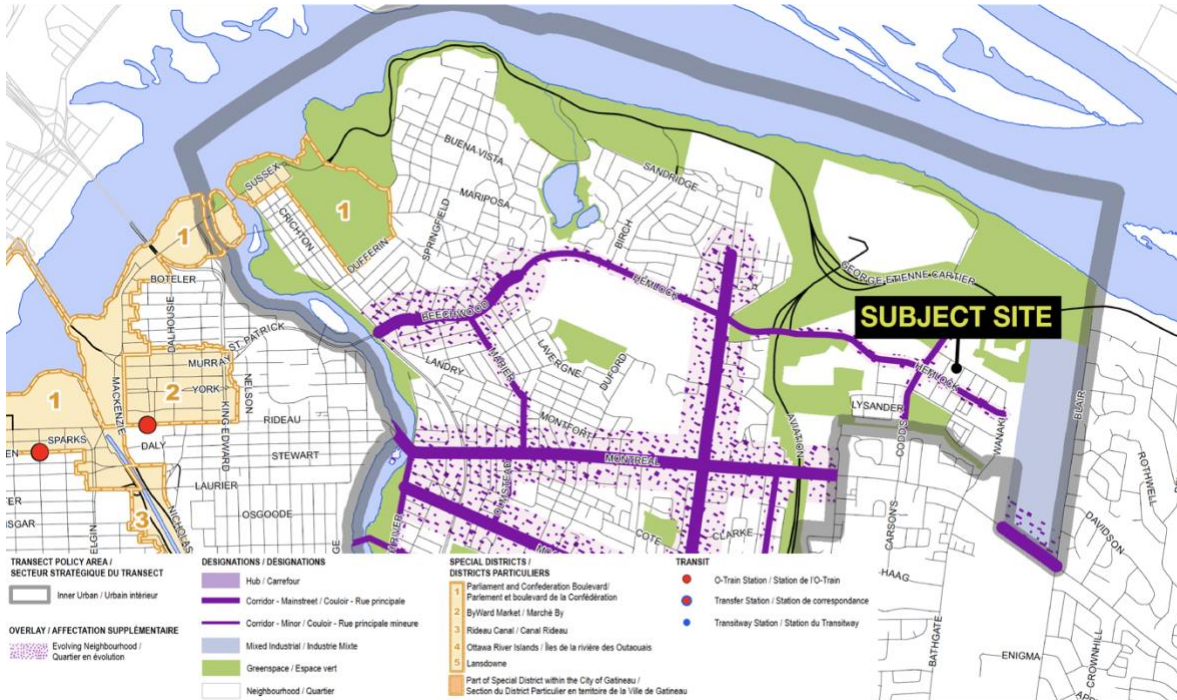 BUENA VISTA
SANDRIDGE
SUSSEX
MARIPOSA
CRICHTON
1
SPRINGFIELD
BIRCH
1
DUFFERIN
GEORGE ETIENNE CARTIER
BOTELER
HEMLOCK
SUBJECT SITE
DALHOUSIE
BEECHWOOD
ST-PATRICK
MURRAY
MARIER
LAVERGNE
DUFORD
LANDRY
HEMLOCK
BLAIR
1
MACKENZIE
2
YORK
KING EDWARD
NELSON
RIDEAU
LYSANDER
AVIATION
CODD'S
WANAKI
MONTFORT
ROTHWELL
SPARKS
DALY
STEWART
MONTREAL
LAURIER
OLMSTEAD
OSGOODE
ELGIN
3
NICHOLAS
RIVER
COTE
CLARKE
CARSON'S
DAVIDSON
HAAG
BATHGATE
ENIGMA
CROWNHILL
TRANSECT POLICY AREA /
SECTEUR STRATÉGIQUE DU TRANSECT
Inner Urban / Urbain intérieur
OVERLAY / AFFECTATION SUPPLÉMENTAIRE
Evolving Neighbourhood /
Quartier en évolution
DESIGNATIONS / DÉSIGNATIONS
Hub / Carrefour
Corridor - Mainstreet / Couloir - Rue principale
Corridor - Minor / Couloir - Rue principale mineure
Mixed Industrial / Industrie Mixte
Greenspace / Espace vert
Neighbourhood / Quartier
SPECIAL DISTRICTS /
DISTRICTS PARTICULIERS
1 Parliament and Confederation Boulevard/
Parlement et boulevard de la Confédération
2 ByWard Market / Marché By
3 Rideau Canal / Canal Rideau
4 Ottawa River Islands / Îles de la rivière des Outaouais
5 Lansdowne
Part of Special District within the City of Gatineau /
Section du District Particulier en territoire de la Ville de Gatineau
TRANSIT
O-Train Station / Station de l'O-Train
Transfer Station / Station de correspondance
Transitway Station / Station du Transitway